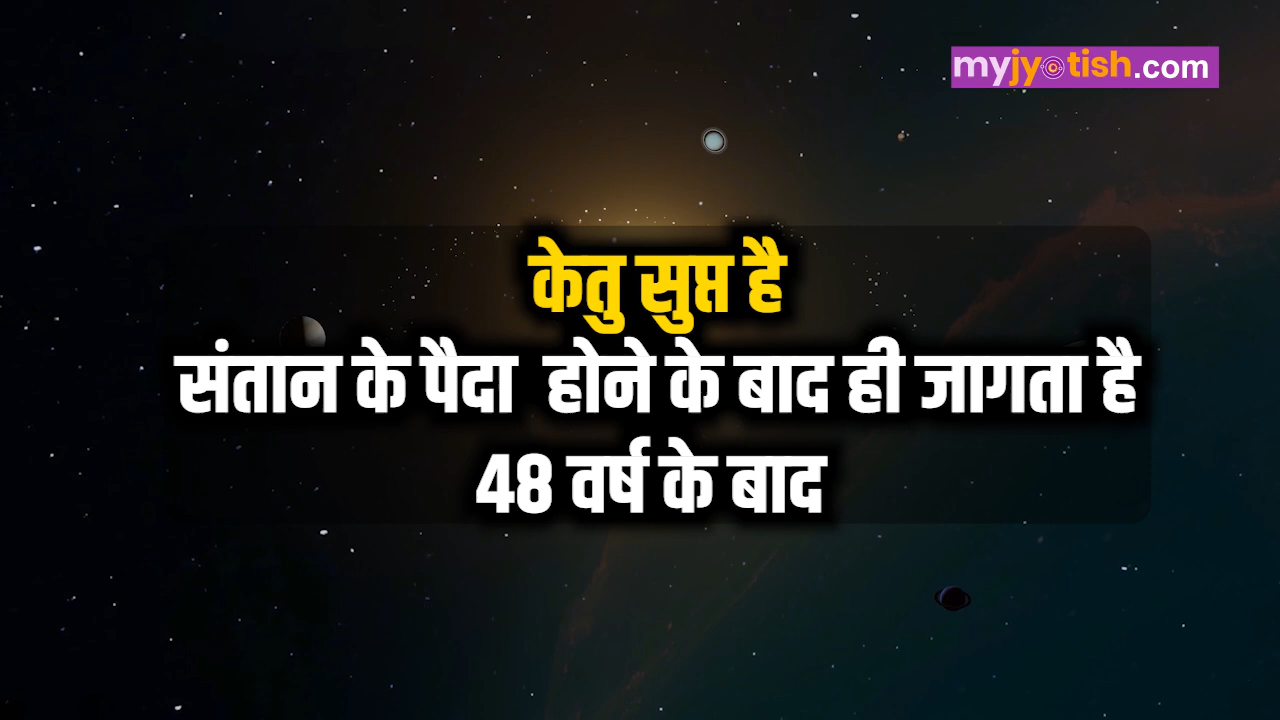 myjyotish.com
केतु सुप्त है
संतान के पैदा होने के बाद ही जागता है
48 वर्ष के बाद